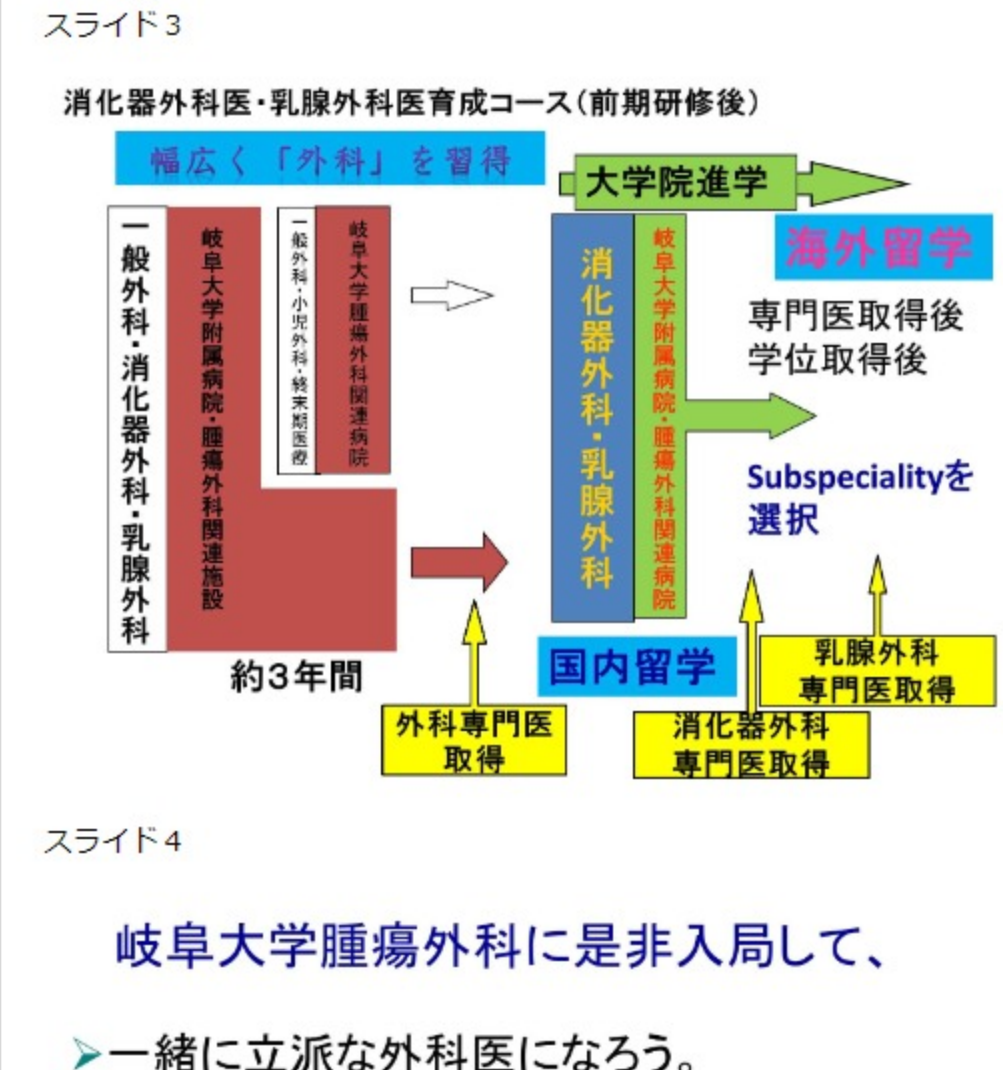 スライド3
消化器外科医・乳腺外科医育成コース(前期研修後)
幅広く「外科」を習得
大学院進学
海外留学
一般外科・消化器外科・乳腺外科
岐阜大学附属病院・腫瘍外科関連施設
一般外科・小児外科・終末期医療
岐阜大学腫瘍外科関連病院
消化器外科・乳腺外科
岐阜大学附属病院・腫瘍外科関連病院
専門医取得後
学位取得後
Subspecialityを
選択
約3年間
国内留学
外科専門医
取得
消化器外科
専門医取得
乳腺外科
専門医取得
スライド4
岐阜大学腫瘍外科に是非入局して、
➢一緒に立派な外科医になろう。